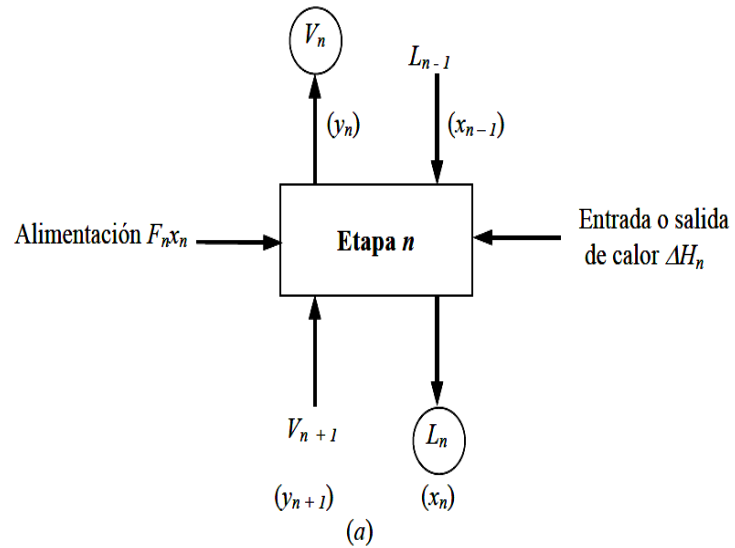 Vₙ
Lₙ₋₁
(yₙ)
(xₙ₋₁)
Alimentación Fₙxₙ
Etapa n
Entrada o salida
de calor ΔHₙ
Vₙ₊₁
Lₙ
(yₙ₊₁)
(xₙ)
(a)